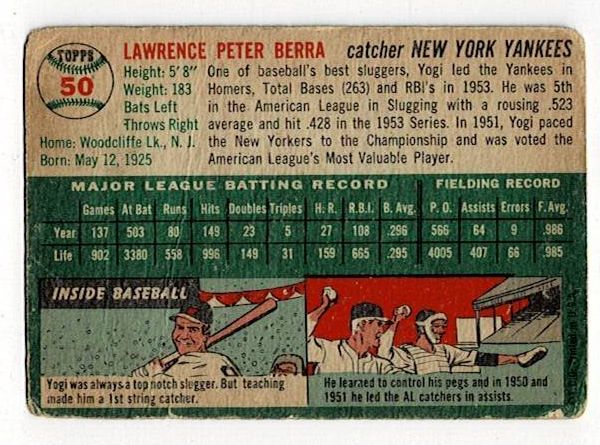 TOPPS
50
LAWRENCE PETER BERRA catcher NEW YORK YANKEES
Height: 5'8"
Weight: 183
Bats Left
Throws Right
Home: Woodcliffe Lk., N. J.
Born: May 12, 1925
One of baseball's best sluggers, Yogi led the Yankees in
Homers, Total Bases (263) and RBI's in 1953. He was 5th
in the American League in Slugging with a rousing .523
average and hit .428 in the 1953 Series. In 1951, Yogi paced
the New Yorkers to the Championship and was voted the
American League's Most Valuable Player.
MAJOR LEAGUE BATTING RECORD FIELDING RECORD
Games At Bat Runs Hits Doubles Triples H. R. R.B.I. B. Avg. P. O. Assists Errors F. Avg.
Year 137 503 80 149 23 5 27 108 .296 566 64 9 .986
Life 902 3380 558 996 149 31 159 665 .295 4005 407 66 .985
INSIDE BASEBALL
Yogi was always a top notch slugger. But teaching
made him a 1st string catcher.
He learned to control his pegs and in 1950 and
1951 he led the AL catchers in assists.